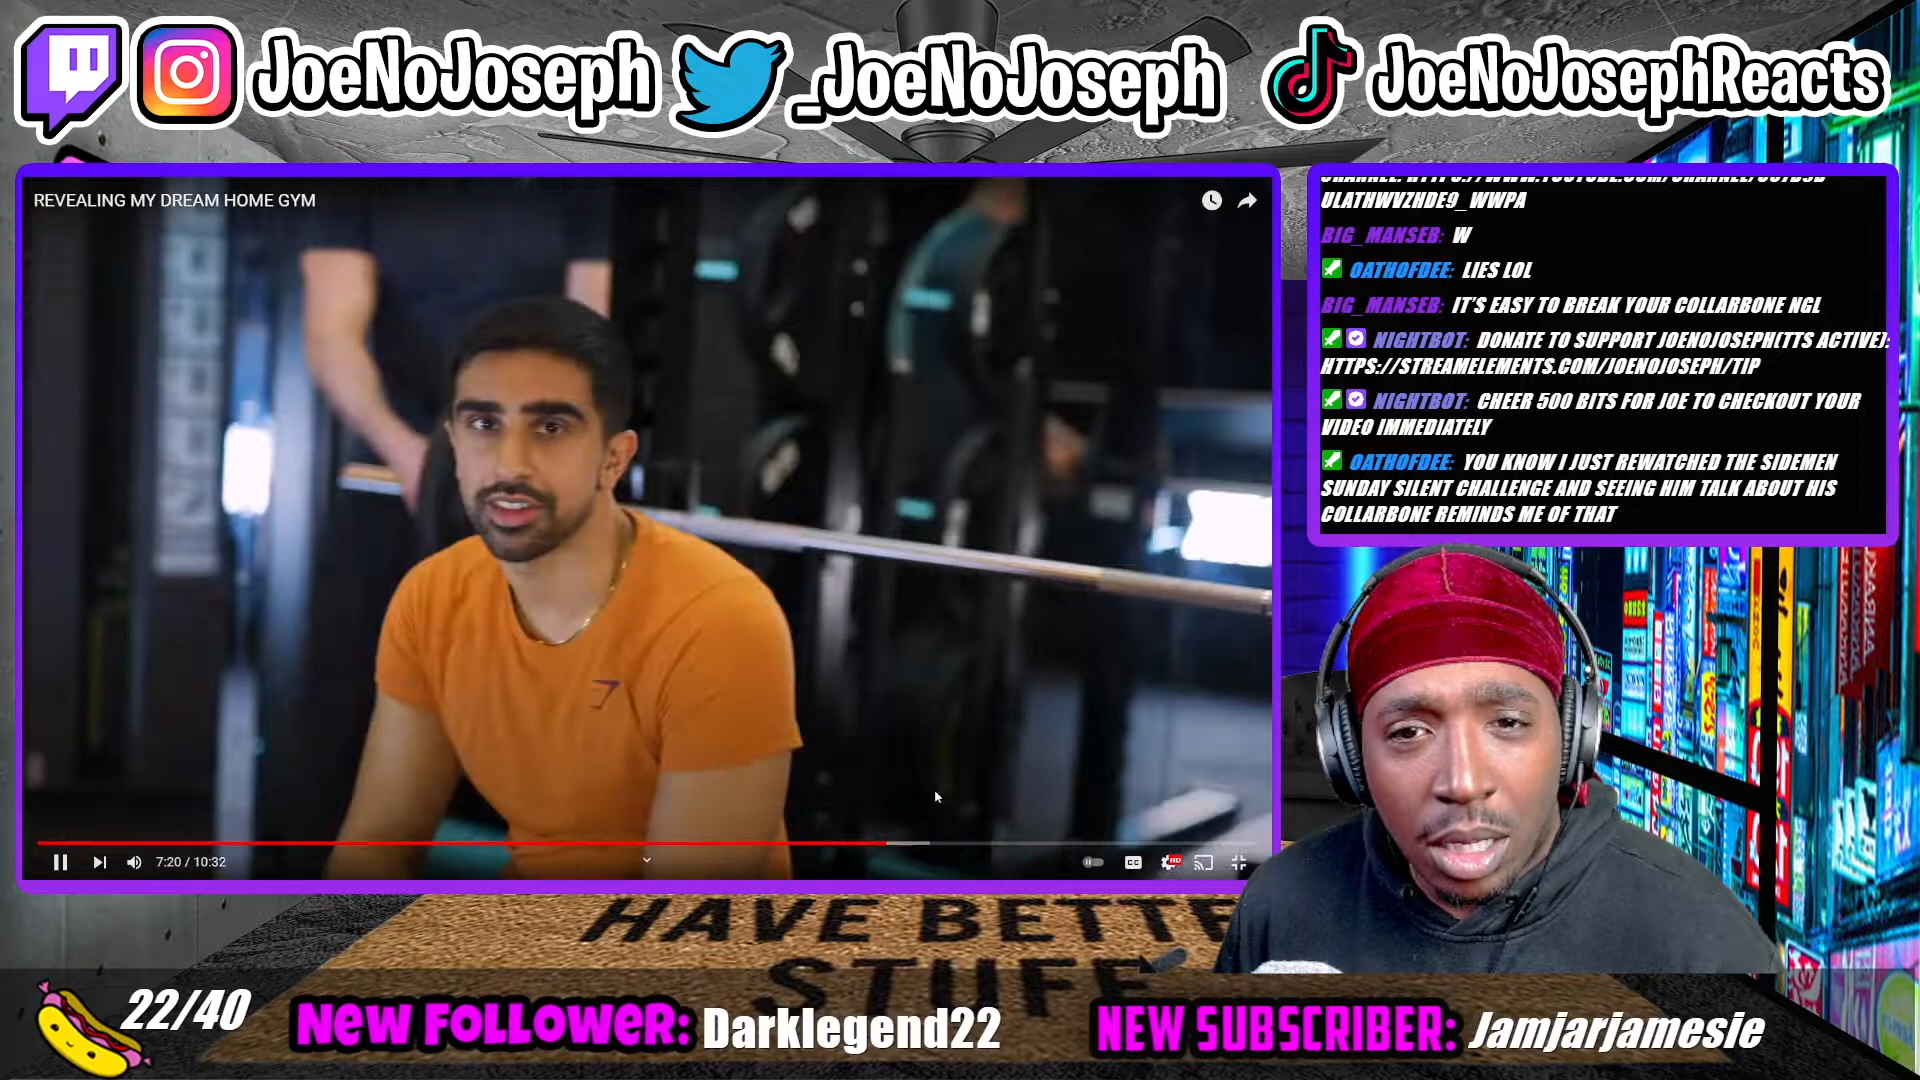 JoeNoJoseph
_JoeNoJoseph
JoeNoJosephReacts
REVEALING MY DREAM HOME GYM
ULATHWVZHDE9_WWPA
BIG_MANSEB: W
OATHOFDEE: LIES LOL
BIG_MANSEB: IT'S EASY TO BREAK YOUR COLLARBONE NGL
NIGHTBOT: DONATE TO SUPPORT JOENOJOSEPH(TTS ACTIVE):
HTTPS://STREAMELEMENTS.COM/JOENOJOSEPH/TIP
NIGHTBOT: CHEER 500 BITS FOR JOE TO CHECKOUT YOUR
VIDEO IMMEDIATELY
OATHOFDEE: YOU KNOW I JUST REWATCHED THE SIDEMEN
SUNDAY SILENT CHALLENGE AND SEEING HIM TALK ABOUT HIS
COLLARBONE REMINDS ME OF THAT
7:20 / 10:32
CC
HD
HAVE BETTE
STUFF
22/40
NEW FOLLOWER: Darklegend22
NEW SUBSCRIBER: Jamjarjamesie